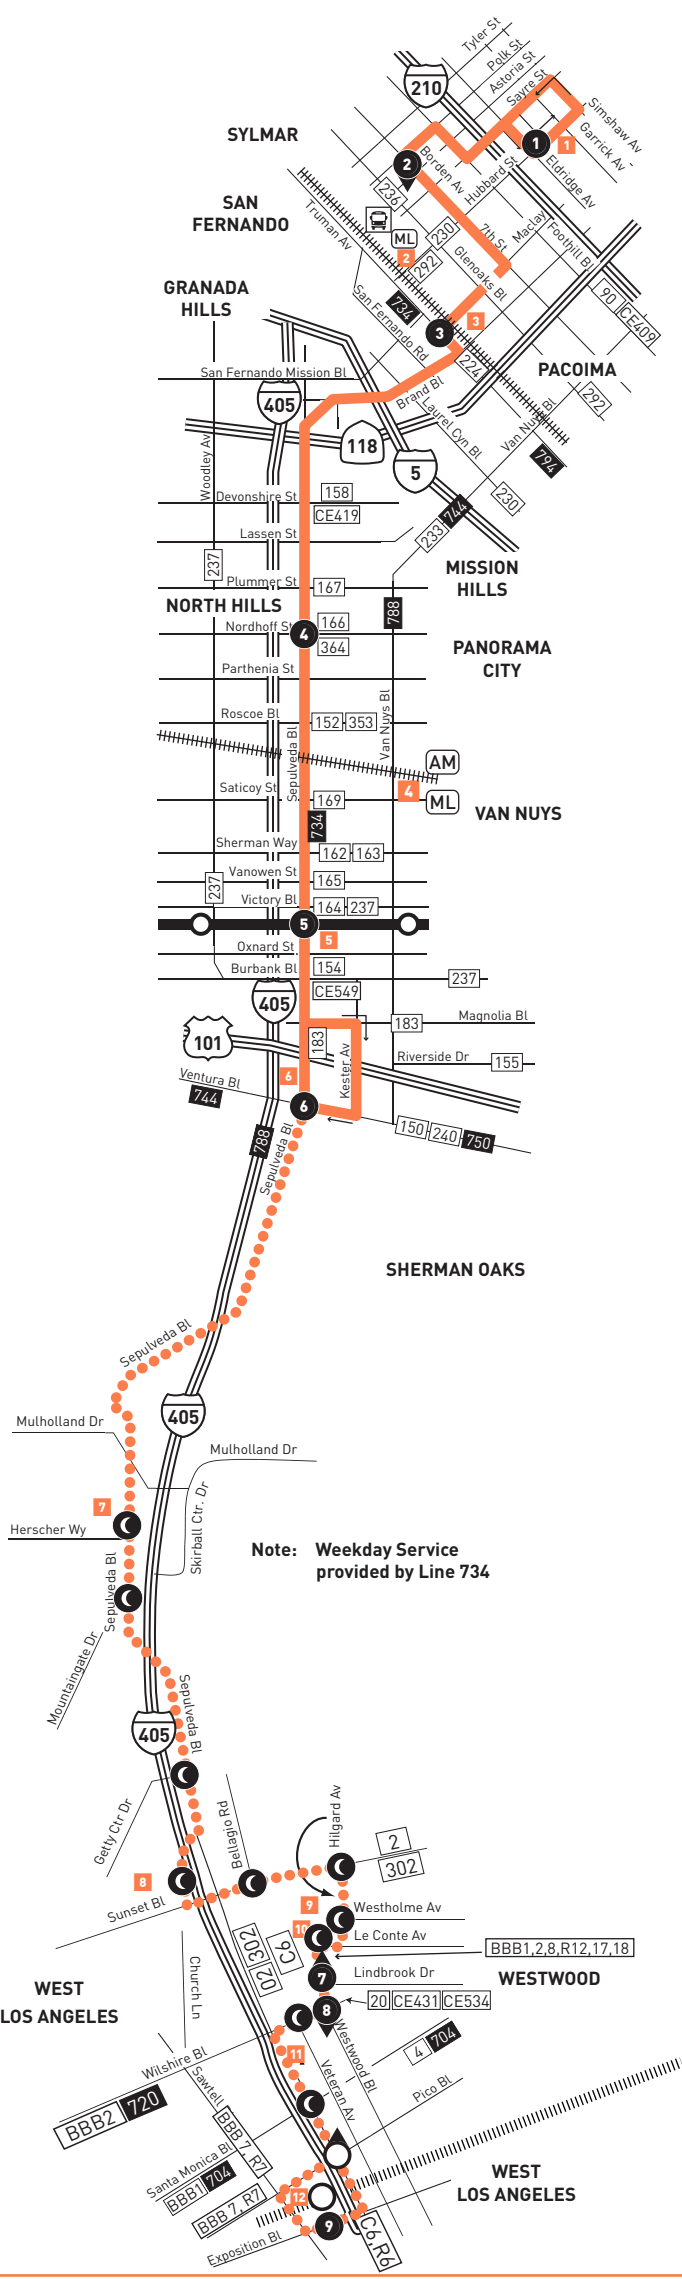 Tyler St
Polk St
Astoria St
Sayre St
210
Simshaw Av
Garrick Av
SYLMAR
1
1
2
Borden Av
Hubbard St
Eldridge Av
236
SAN
FERNANDO
Truman Av
ML
2
230
292
7th St
Maclay
Foothill Bl
Glenoaks Bl
GRANADA
HILLS
734
San Fernando Rd
3
3
90
CE409
224
PACOIMA
San Fernando Mission Bl
405
Brand Bl
292
Laurel Cyn Bl
Van Nuys Bl
118
5
794
Woodley Av
Devonshire St
158
CE419
230
Lassen St
233
744
237
MISSION
HILLS
Plummer St
167
NORTH HILLS
788
Nordhoff St
4
166
364
PANORAMA
CITY
Parthenia St
Roscoe Bl
152
353
Van Nuys Bl
Sepulveda Bl
AM
Saticoy St
169
4
ML
VAN NUYS
734
Sherman Way
162
163
Vanowen St
165
237
Victory Bl
164
237
5
5
Oxnard St
Burbank Bl
154
237
405
CE549
Magnolia Bl
183
101
183
Kester Av
Riverside Dr
155
Ventura Bl
744
6
6
150
240
750
788
Sepulveda Bl
SHERMAN OAKS
Sepulveda Bl
405
Mulholland Dr
Mulholland Dr
Skirball Ctr. Dr
7
Herscher Wy
Note: Weekday Service
provided by Line 734
Sepulveda Bl
Mountaingate Dr
Sepulveda Bl
405
Getty Ctr Dr
Bellagio Rd
Hilgard Av
2
302
8
Sunset Bl
9
Westholme Av
10
Le Conte Av
02
302
C6
BBB1,2,8,R12,17,18
Church Ln
7
Lindbrook Dr
WESTWOOD
WEST
LOS ANGELES
8
20
CE431
CE534
Wilshire Bl
11
Westwood Bl
4
704
Sawtell
Veteran Av
Pico Bl
BBB2
720
BBB 7, R7
Santa Monica Bl
BBB1
704
BBB 7, R7
12
WEST
LOS ANGELES
9
Exposition Bl
C6,R6